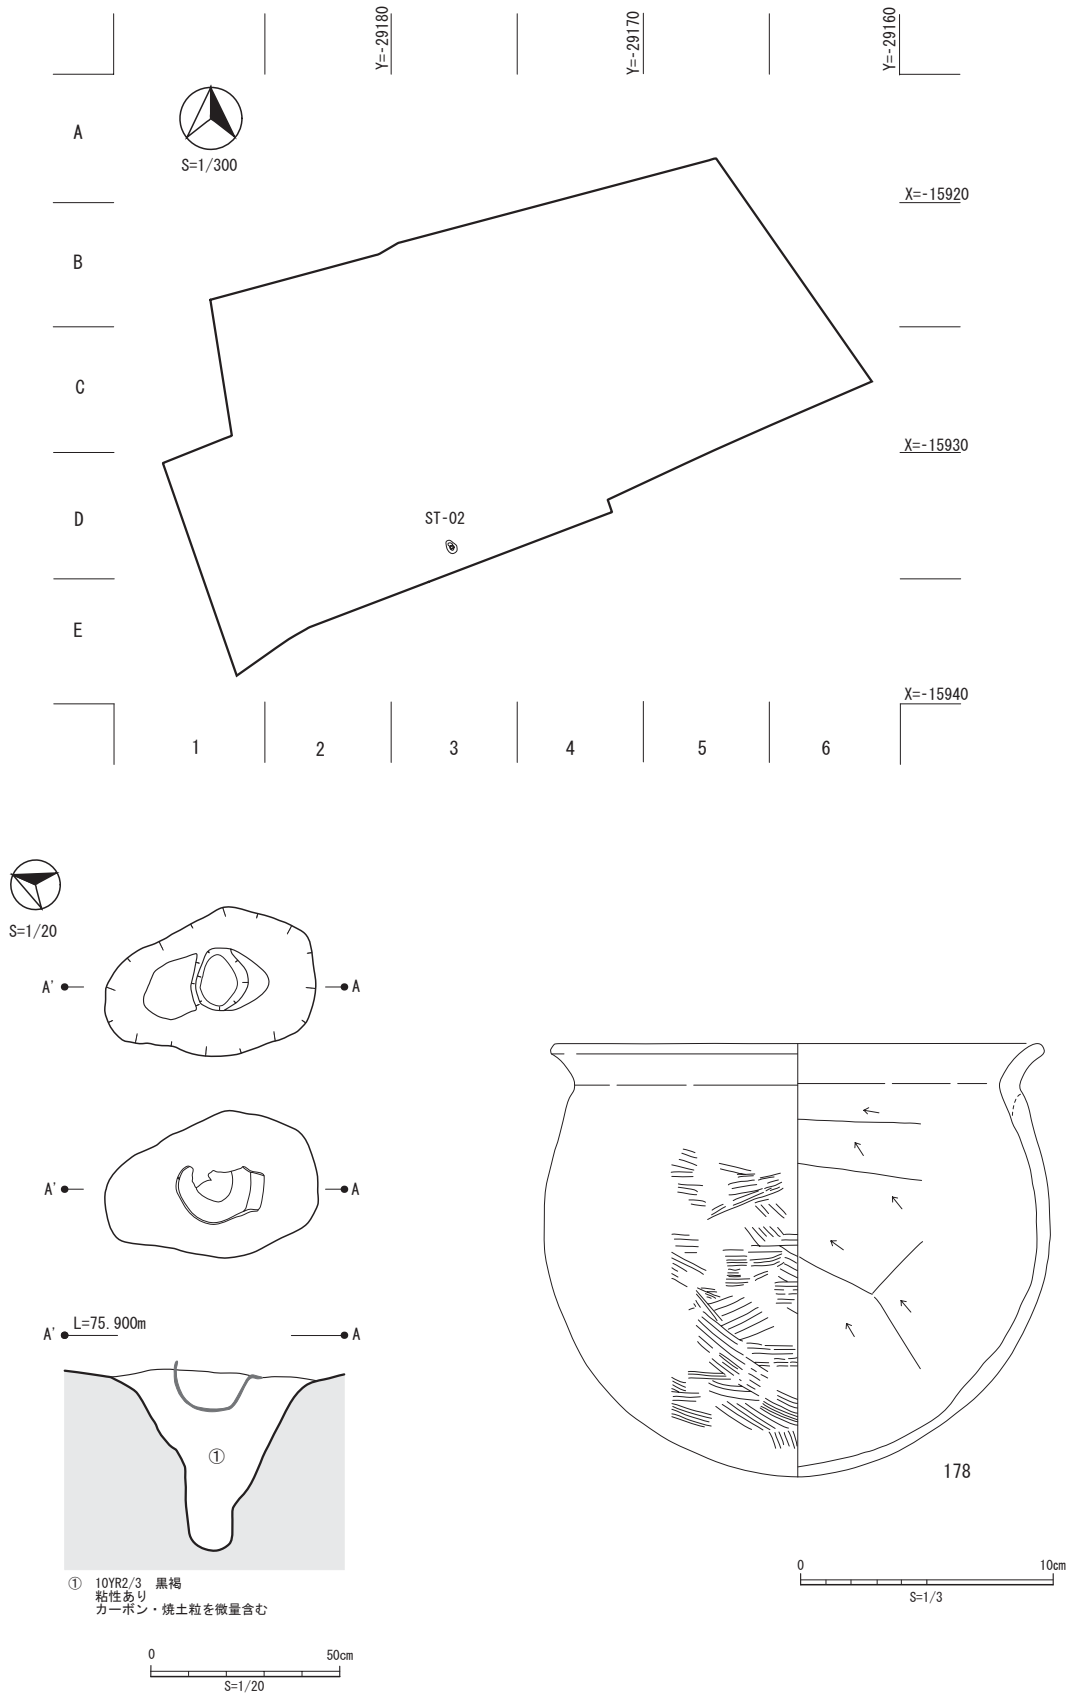 Y=-29180
Y=-29170
Y=-29160
A
S=1/300
X=-15920
B
C
X=-15930
D
ST-02
E
X=-15940
1 2 3 4 5 6
S=1/20
A' A
A' A
A' L=75.900m A
①
① 10YR2/3 黒褐
粘性あり
カーボン・焼土粒を微量含む
0 50cm
S=1/20
178
0 10cm
S=1/3